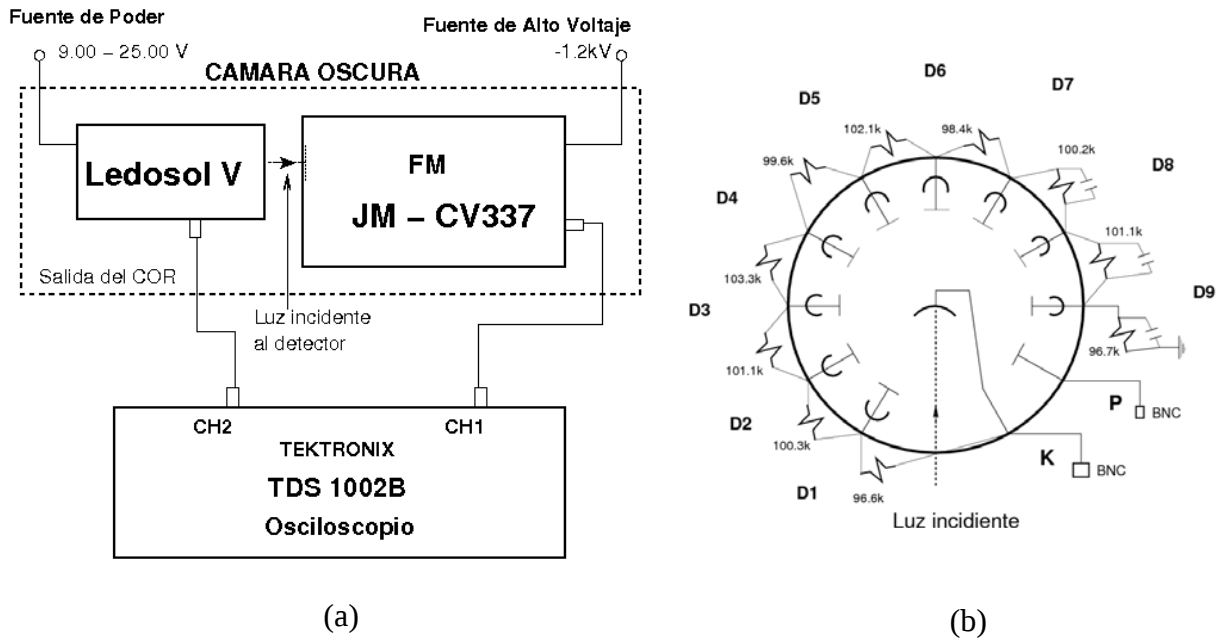 Fuente de Poder
9.00 – 25.00 V
Fuente de Alto Voltaje
-1.2kV
CAMARA OSCURA
Ledosol V
FM
JM – CV337
Salida del COR
Luz incidente
al detector
CH2
CH1
TEKTRONIX
TDS 1002B
Osciloscopio
(a)
D6
D5
D7
102.1k
98.4k
99.6k
100.2k
D8
D4
101.1k
103.3k
D3
D9
101.1k
96.7k
D2
P
BNC
100.3k
K
BNC
D1
96.6k
Luz incidiente
(b)